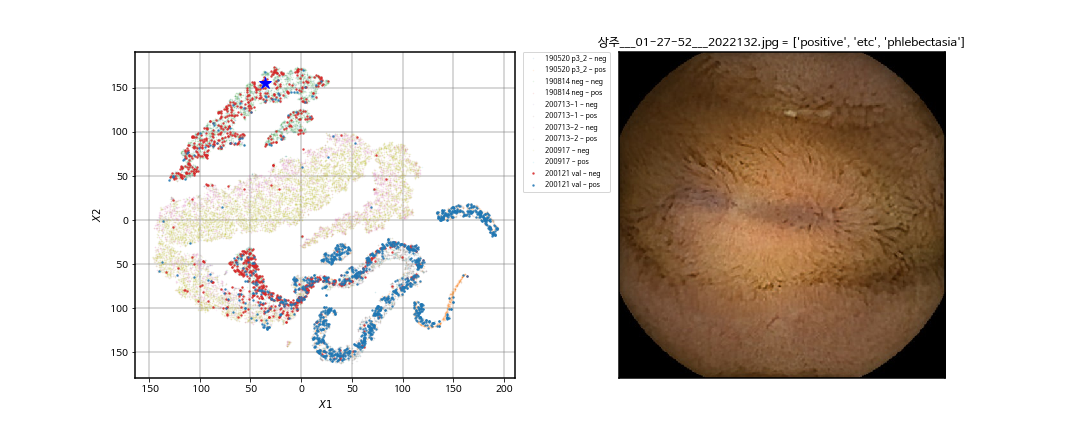 상주___01-27-52___2022132.jpg = ['positive', 'etc', 'phlebectasia']
190520 p3_2 - neg
190520 p3_2 - pos
190814 neg - neg
190814 neg - pos
200713-1 - neg
200713-1 - pos
200713-2 - neg
200713-2 - pos
200917 - neg
200917 - pos
200121 val - neg
200121 val - pos
150
100
50
0
50
100
150
X2
150 100 50 0 50 100 150 200
X1